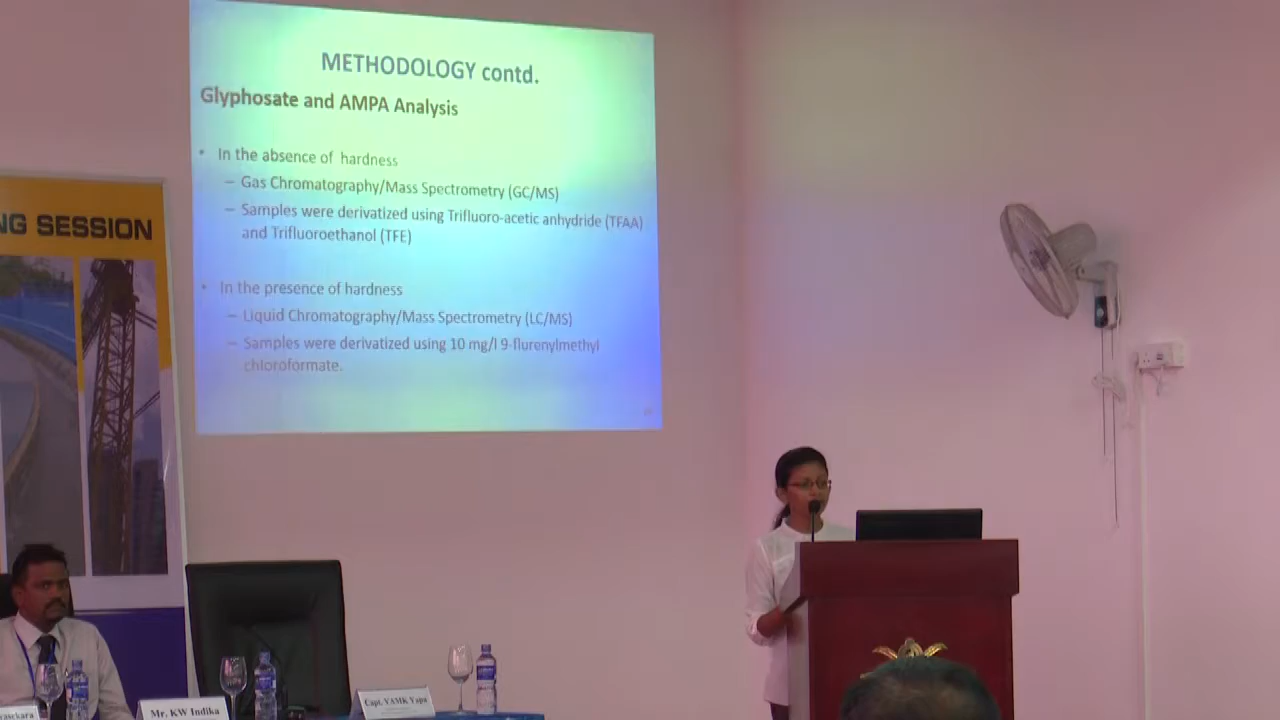 METHODOLOGY contd.
Glyphosate and AMPA Analysis
• In the absence of hardness
– Gas Chromatography/Mass Spectrometry (GC/MS)
– Samples were derivatized using Trifluoro-acetic anhydride (TFAA)
and Trifluoroethanol (TFE)
• In the presence of hardness
– Liquid Chromatography/Mass Spectrometry (LC/MS)
– Samples were derivatized using 10 mg/l 9-flurenylmethyl
chloroformate.
NG SESSION
Mr. KW Indika
Capt. YAMK Yapa